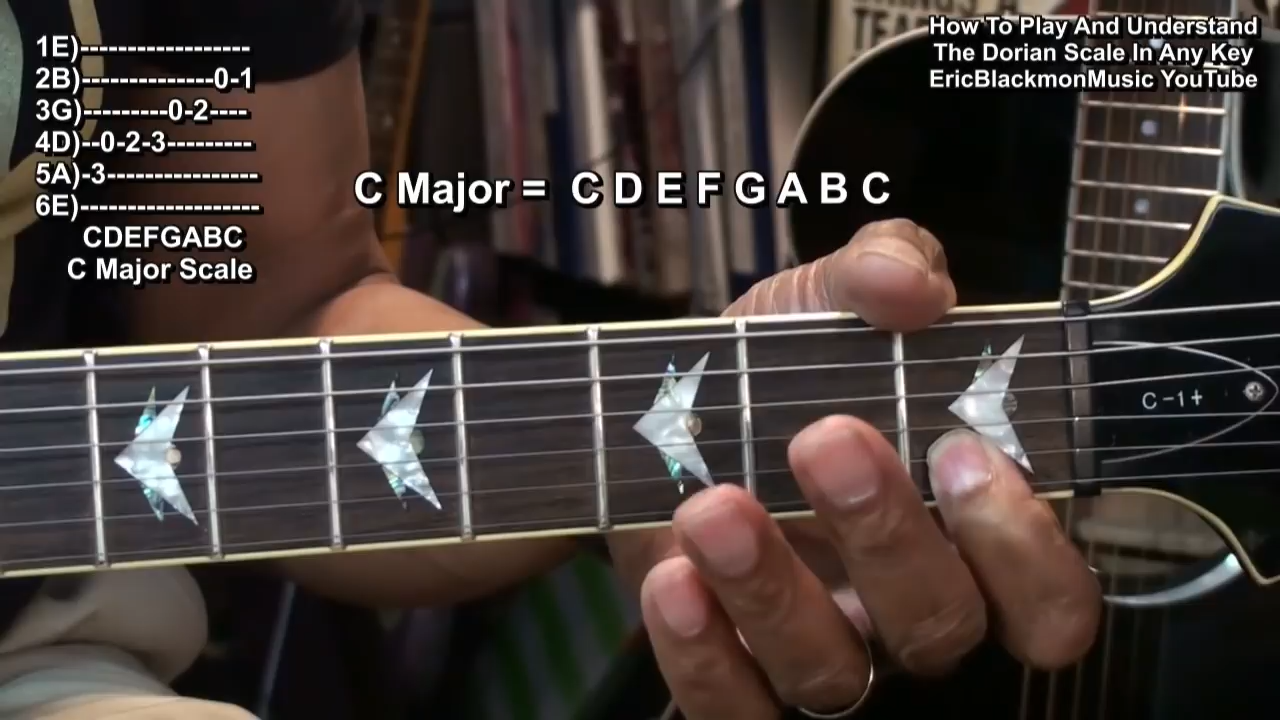 1E)------------------
2B)--------------0-1
3G)---------0-2----
4D)--0-2-3---------
5A)-3----------------
6E)-------------------
CDEFGABC
C Major Scale
C Major = C D E F G A B C
How To Play And Understand
The Dorian Scale In Any Key
EricBlackmonMusic YouTube
C-1+